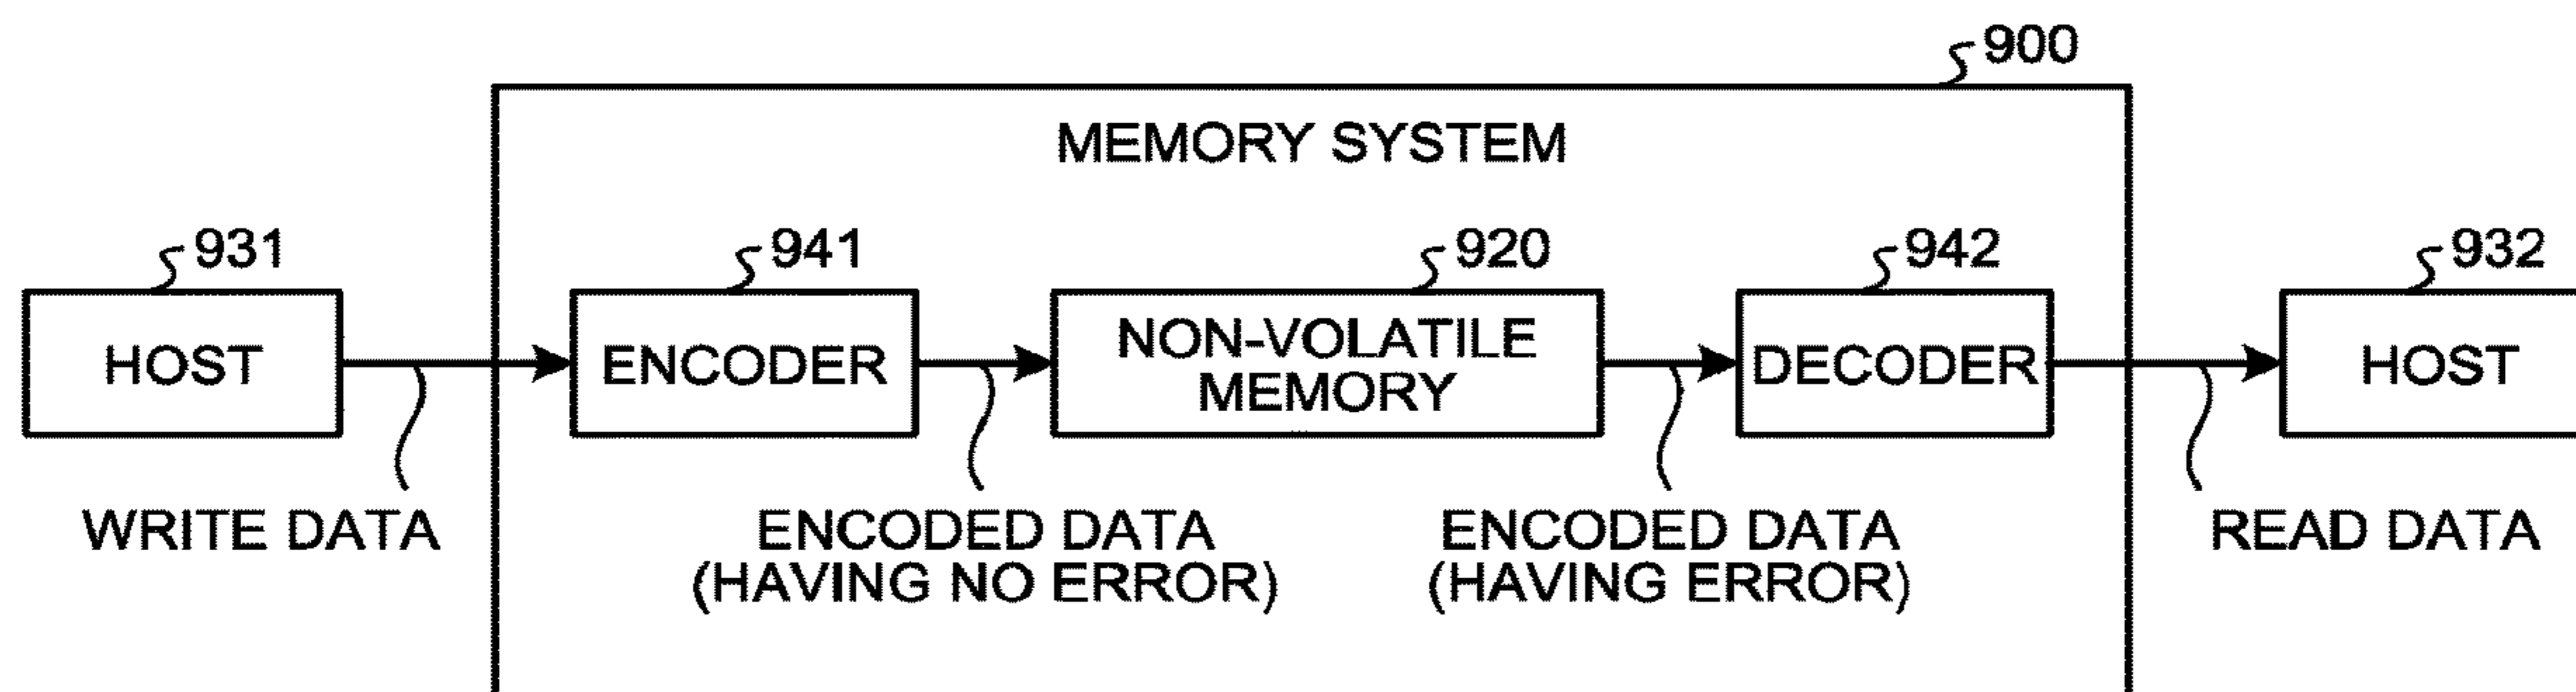 900
MEMORY SYSTEM
931
941
920
942
932
HOST
ENCODER
NON-VOLATILE
MEMORY
DECODER
HOST
WRITE DATA
ENCODED DATA
(HAVING NO ERROR)
ENCODED DATA
(HAVING ERROR)
READ DATA